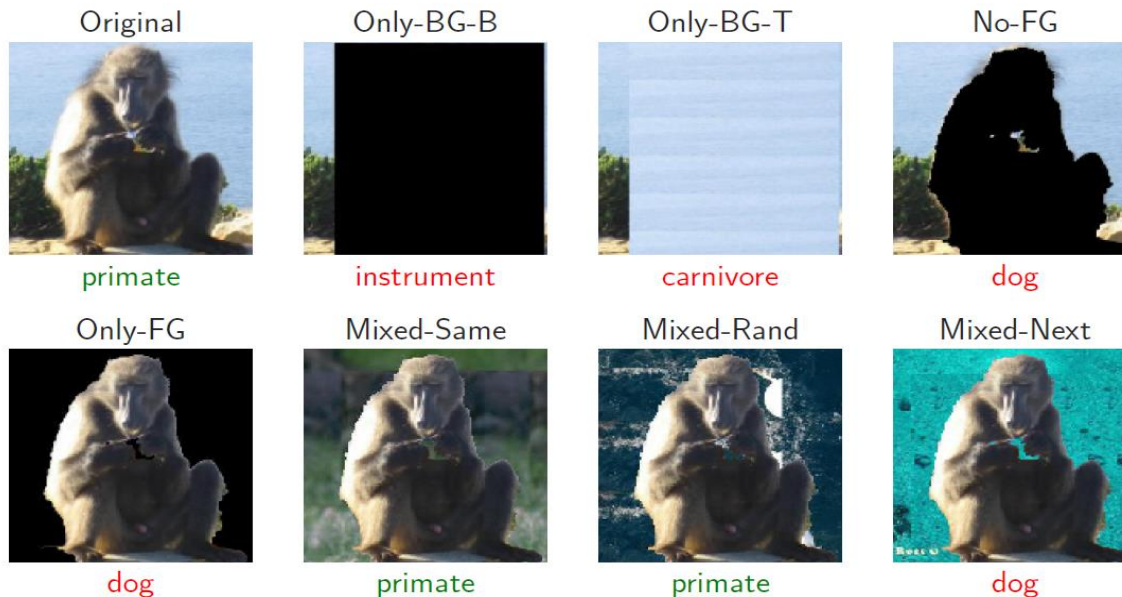 Original
Only-BG-B
Only-BG-T
No-FG
primate
instrument
carnivore
dog
Only-FG
Mixed-Same
Mixed-Rand
Mixed-Next
dog
primate
primate
dog